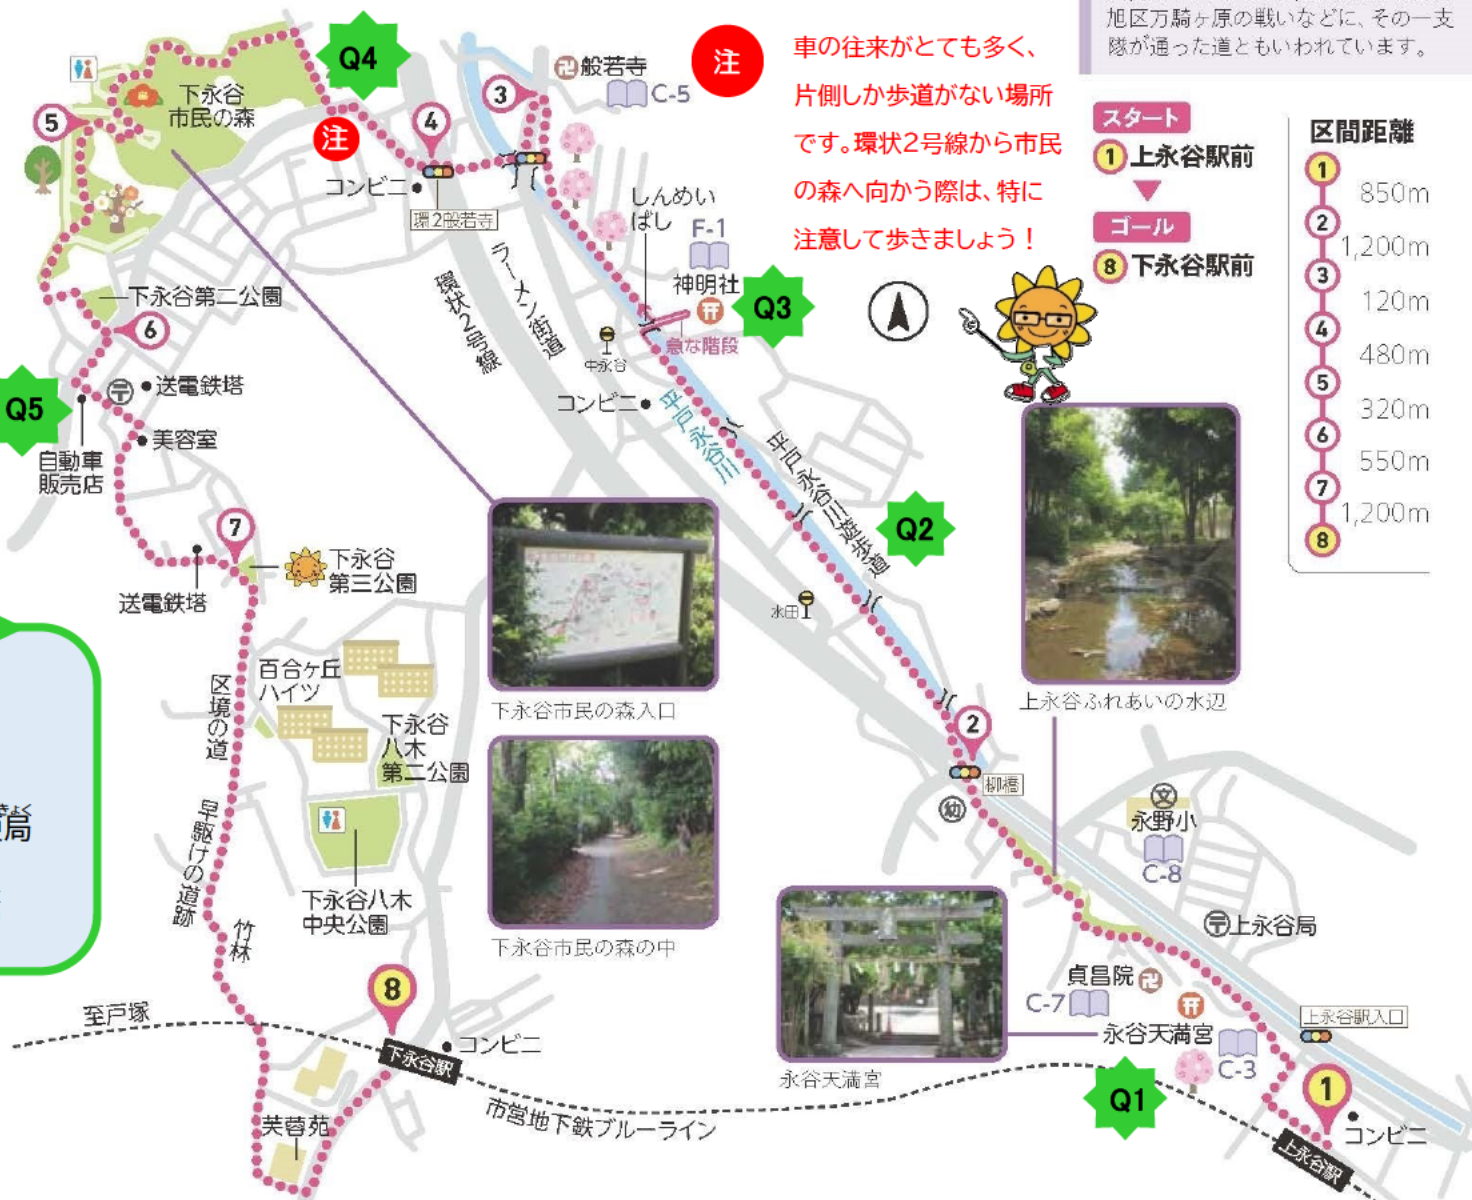 旭区万騎ヶ原の戦いなどに、その一支
隊が通った道ともいわれています。
注
車の往来がとても多く、
片側しか歩道がない場所
です。環状2号線から市民
の森へ向かう際は、特に
注意して歩きましょう！
スタート
1 上永谷駅前
ゴール
8 下永谷駅前
区間距離
1
850m
2
1,200m
3
120m
4
480m
5
320m
6
550m
7
1,200m
8
Q4
下永谷
市民の森
5
注
4
3
卍般若寺
C-5
コンビニ
環2般若寺
しんめい
ばし
F-1
神明社
Q3
急な階段
ラーメン街道
環状2号線
中永谷
コンビニ
平戸永谷川
平戸永谷川遊歩道
Q2
下永谷第二公園
6
〒
送電鉄塔
Q5
美容室
自動車
販売店
7
下永谷
第三公園
送電鉄塔
水田
百合ヶ丘
ハイツ
区境の道
下永谷
八木
第二公園
下永谷市民の森入口
上永谷ふれあいの水辺
2
柳橋
幼
文
永野小
C-8
早駆けの道跡
局
下永谷八木
中央公園
竹林
下永谷市民の森の中
〒上永谷局
貞昌院 卍
C-7
永谷天満宮
C-3
上永谷駅入口
8
至戸塚
下永谷駅
コンビニ
永谷天満宮
Q1
1
コンビニ
市営地下鉄ブルーライン
上永谷駅
芙蓉苑